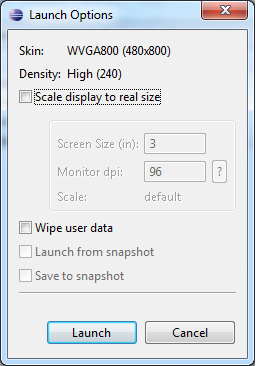 Launch Options
Skin: WVGA800 (480x800)
Density: High (240)
Scale display to real size
Screen Size (in): 3
Monitor dpi: 96 ?
Scale: default
Wipe user data
Launch from snapshot
Save to snapshot
Launch Cancel